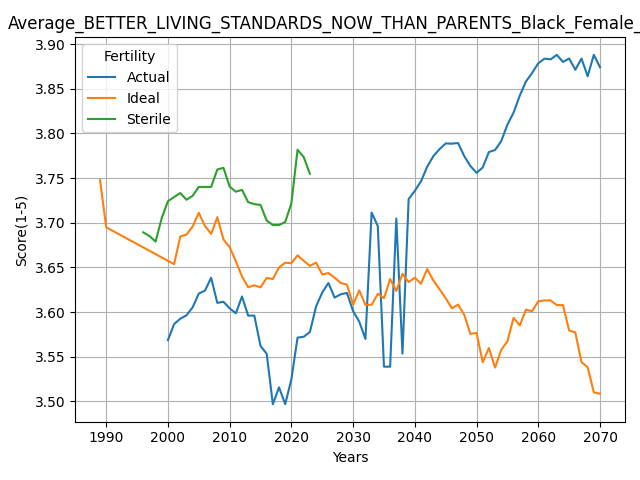 Average_BETTER_LIVING_STANDARDS_NOW_THAN_PARENTS_Black_Female_
Fertility
Actual
Ideal
Sterile
Score(1-5)
3.90
3.85
3.80
3.75
3.70
3.65
3.60
3.55
3.50
1990 2000 2010 2020 2030 2040 2050 2060 2070
Years